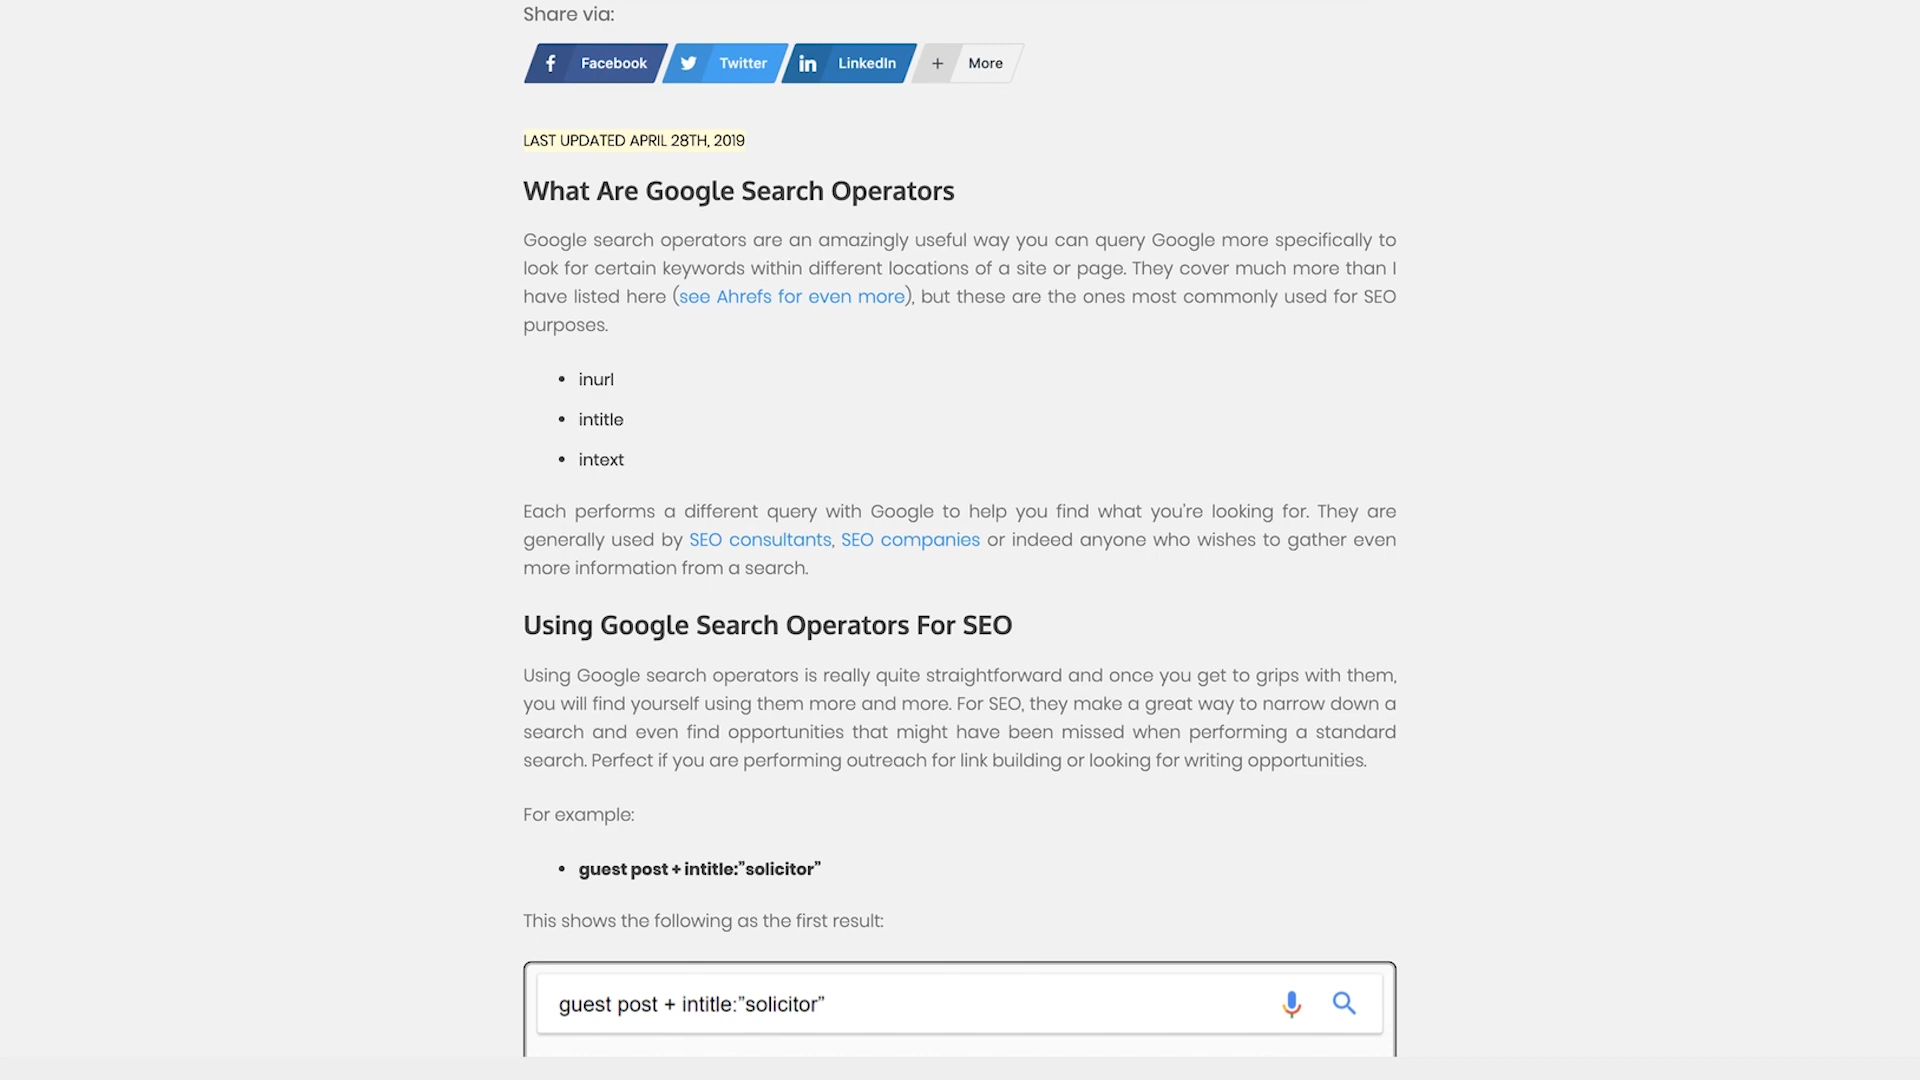 Share via:
Facebook Twitter LinkedIn + More
LAST UPDATED APRIL 28TH, 2019
What Are Google Search Operators
Google search operators are an amazingly useful way you can query Google more specifically to
look for certain keywords within different locations of a site or page. They cover much more than I
have listed here (see Ahrefs for even more), but these are the ones most commonly used for SEO
purposes.
• inurl
• intitle
• intext
Each performs a different query with Google to help you find what you're looking for. They are
generally used by SEO consultants, SEO companies or indeed anyone who wishes to gather even
more information from a search.
Using Google Search Operators For SEO
Using Google search operators is really quite straightforward and once you get to grips with them,
you will find yourself using them more and more. For SEO, they make a great way to narrow down a
search and even find opportunities that might have been missed when performing a standard
search. Perfect if you are performing outreach for link building or looking for writing opportunities.
For example:
• guest post + intitle:”solicitor”
This shows the following as the first result:
guest post + intitle:”solicitor”